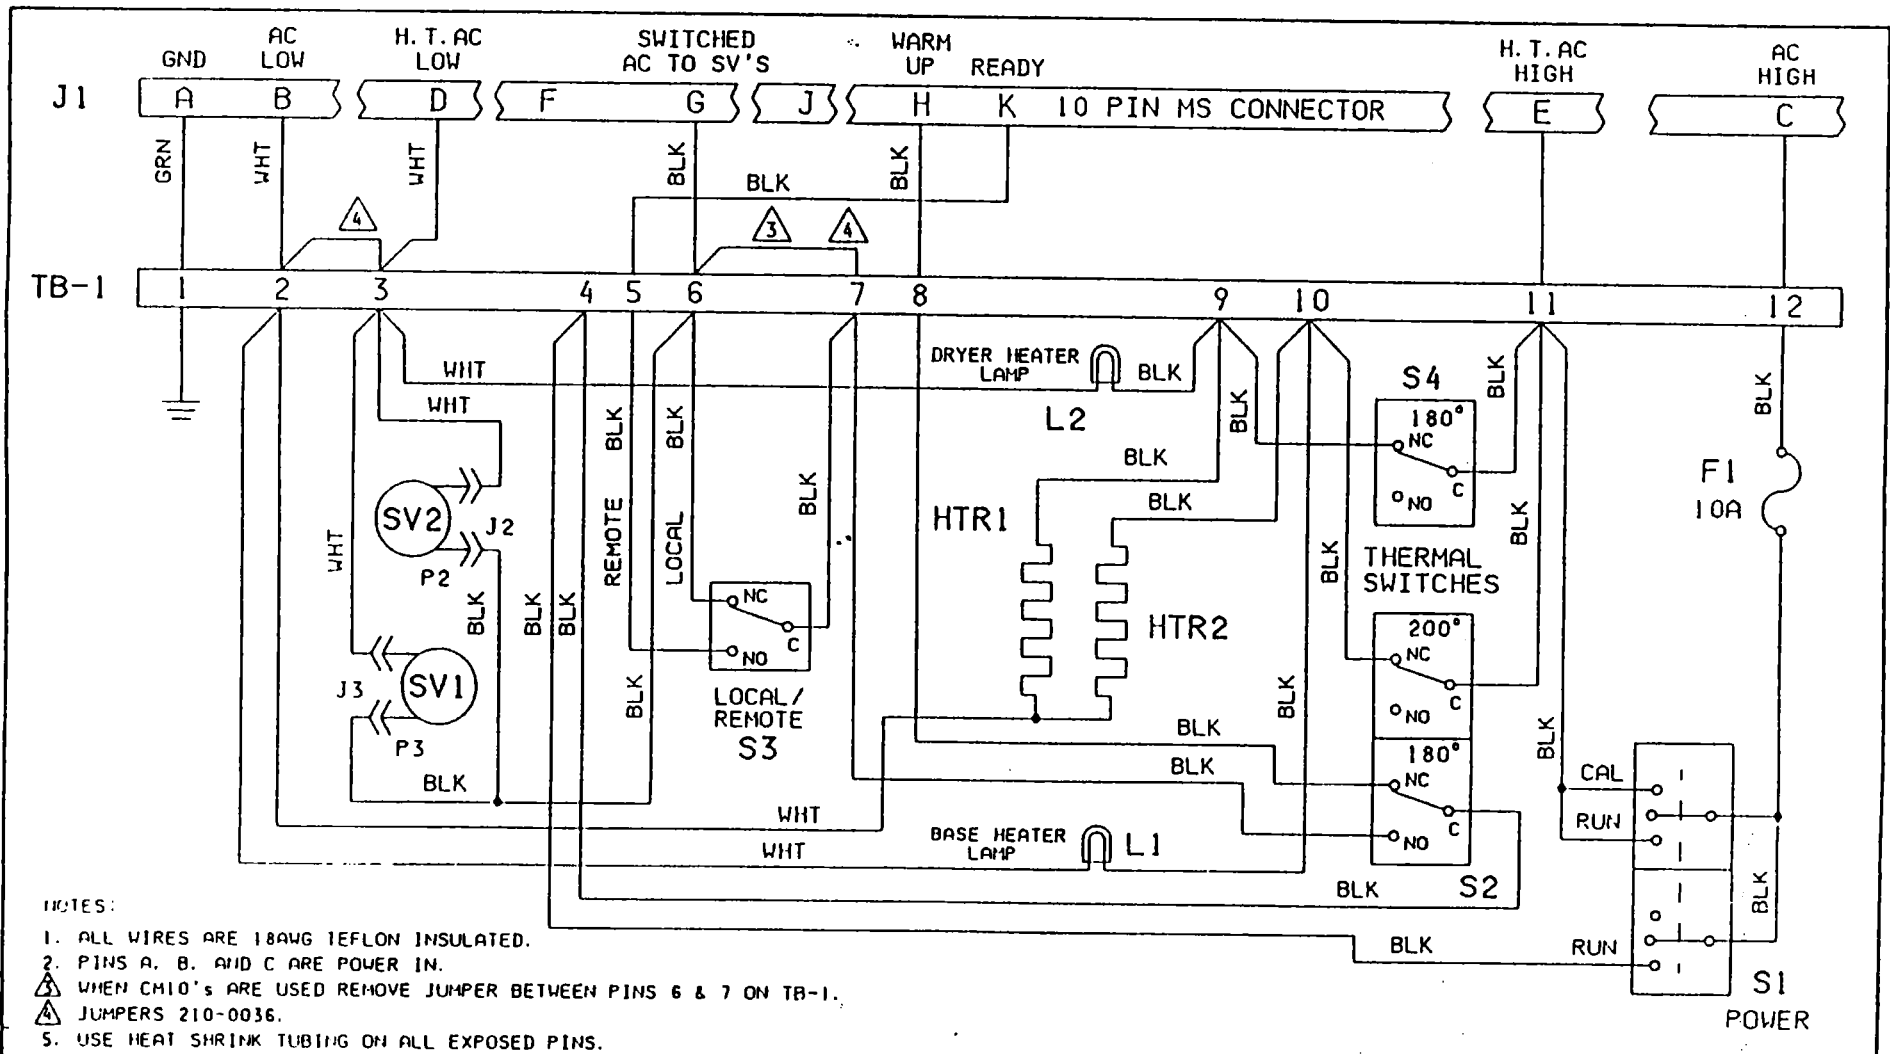 GND
AC
LOW
H.T.AC
LOW
SWITCHED
AC TO SV'S
WARM
UP
READY
H.T.AC
HIGH
AC
HIGH
J1
A
B
D
F
G
J
H
K
10 PIN MS CONNECTOR
E
C
GRN
WHT
WHT
BLK
BLK
BLK
4
3
4
TB-1
1
2
3
4
5
6
7
8
9
10
11
12
WHT
WHT
DRYER HEATER
LAMP
BLK
L2
BLK
BLK
BLK
S4
180°
NC
C
NO
BLK
BLK
F1
10A
BLK
BLK
BLK
REMOTE
LOCAL
BLK
HTR1
HTR2
BLK
BLK
THERMAL
SWITCHES
SV2
J2
P2
WHT
BLK
BLK
BLK
NC
C
NO
LOCAL/
REMOTE
S3
BLK
200°
NC
C
NO
J3
SV1
P3
BLK
BLK
BLK
BLK
180°
NC
C
NO
S2
BLK
CAL
RUN
WHT
BASE HEATER
LAMP
L1
WHT
BLK
BLK
BLK
RUN
S1
POWER
NOTES:
1. ALL WIRES ARE 18AWG TEFLON INSULATED.
2. PINS A. B. AND C ARE POWER IN.
3 WHEN CM10's ARE USED REMOVE JUMPER BETWEEN PINS 6 & 7 ON TB-1.
4 JUMPERS 210-0036.
5. USE HEAT SHRINK TUBING ON ALL EXPOSED PINS.